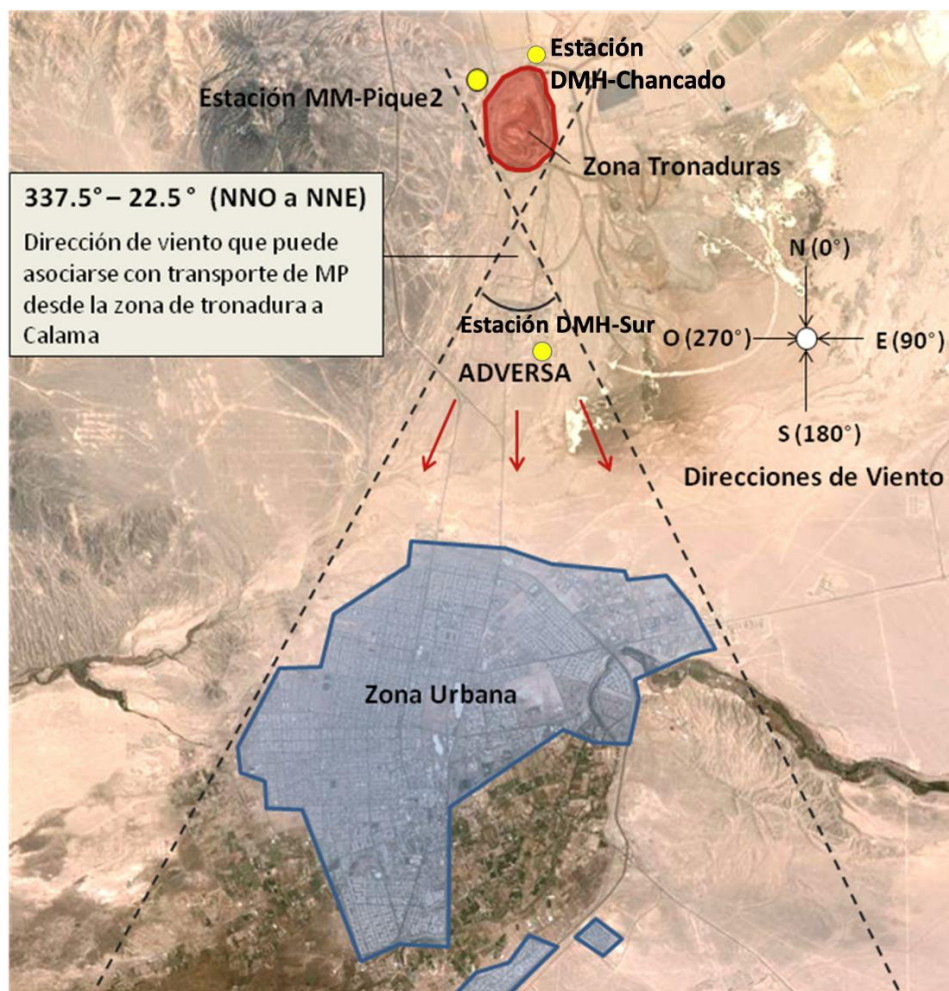 Estación
DMH-Chancado
Estación MM-Pique2
Zona Tronaduras
337.5°– 22.5° (NNO a NNE)
Dirección de viento que puede
asociarse con transporte de MP
desde la zona de tronadura a
Calama
N (0°)
Estación DMH-Sur
O (270°)
E (90°)
ADVERSA
S (180°)
Direcciones de Viento
Zona Urbana